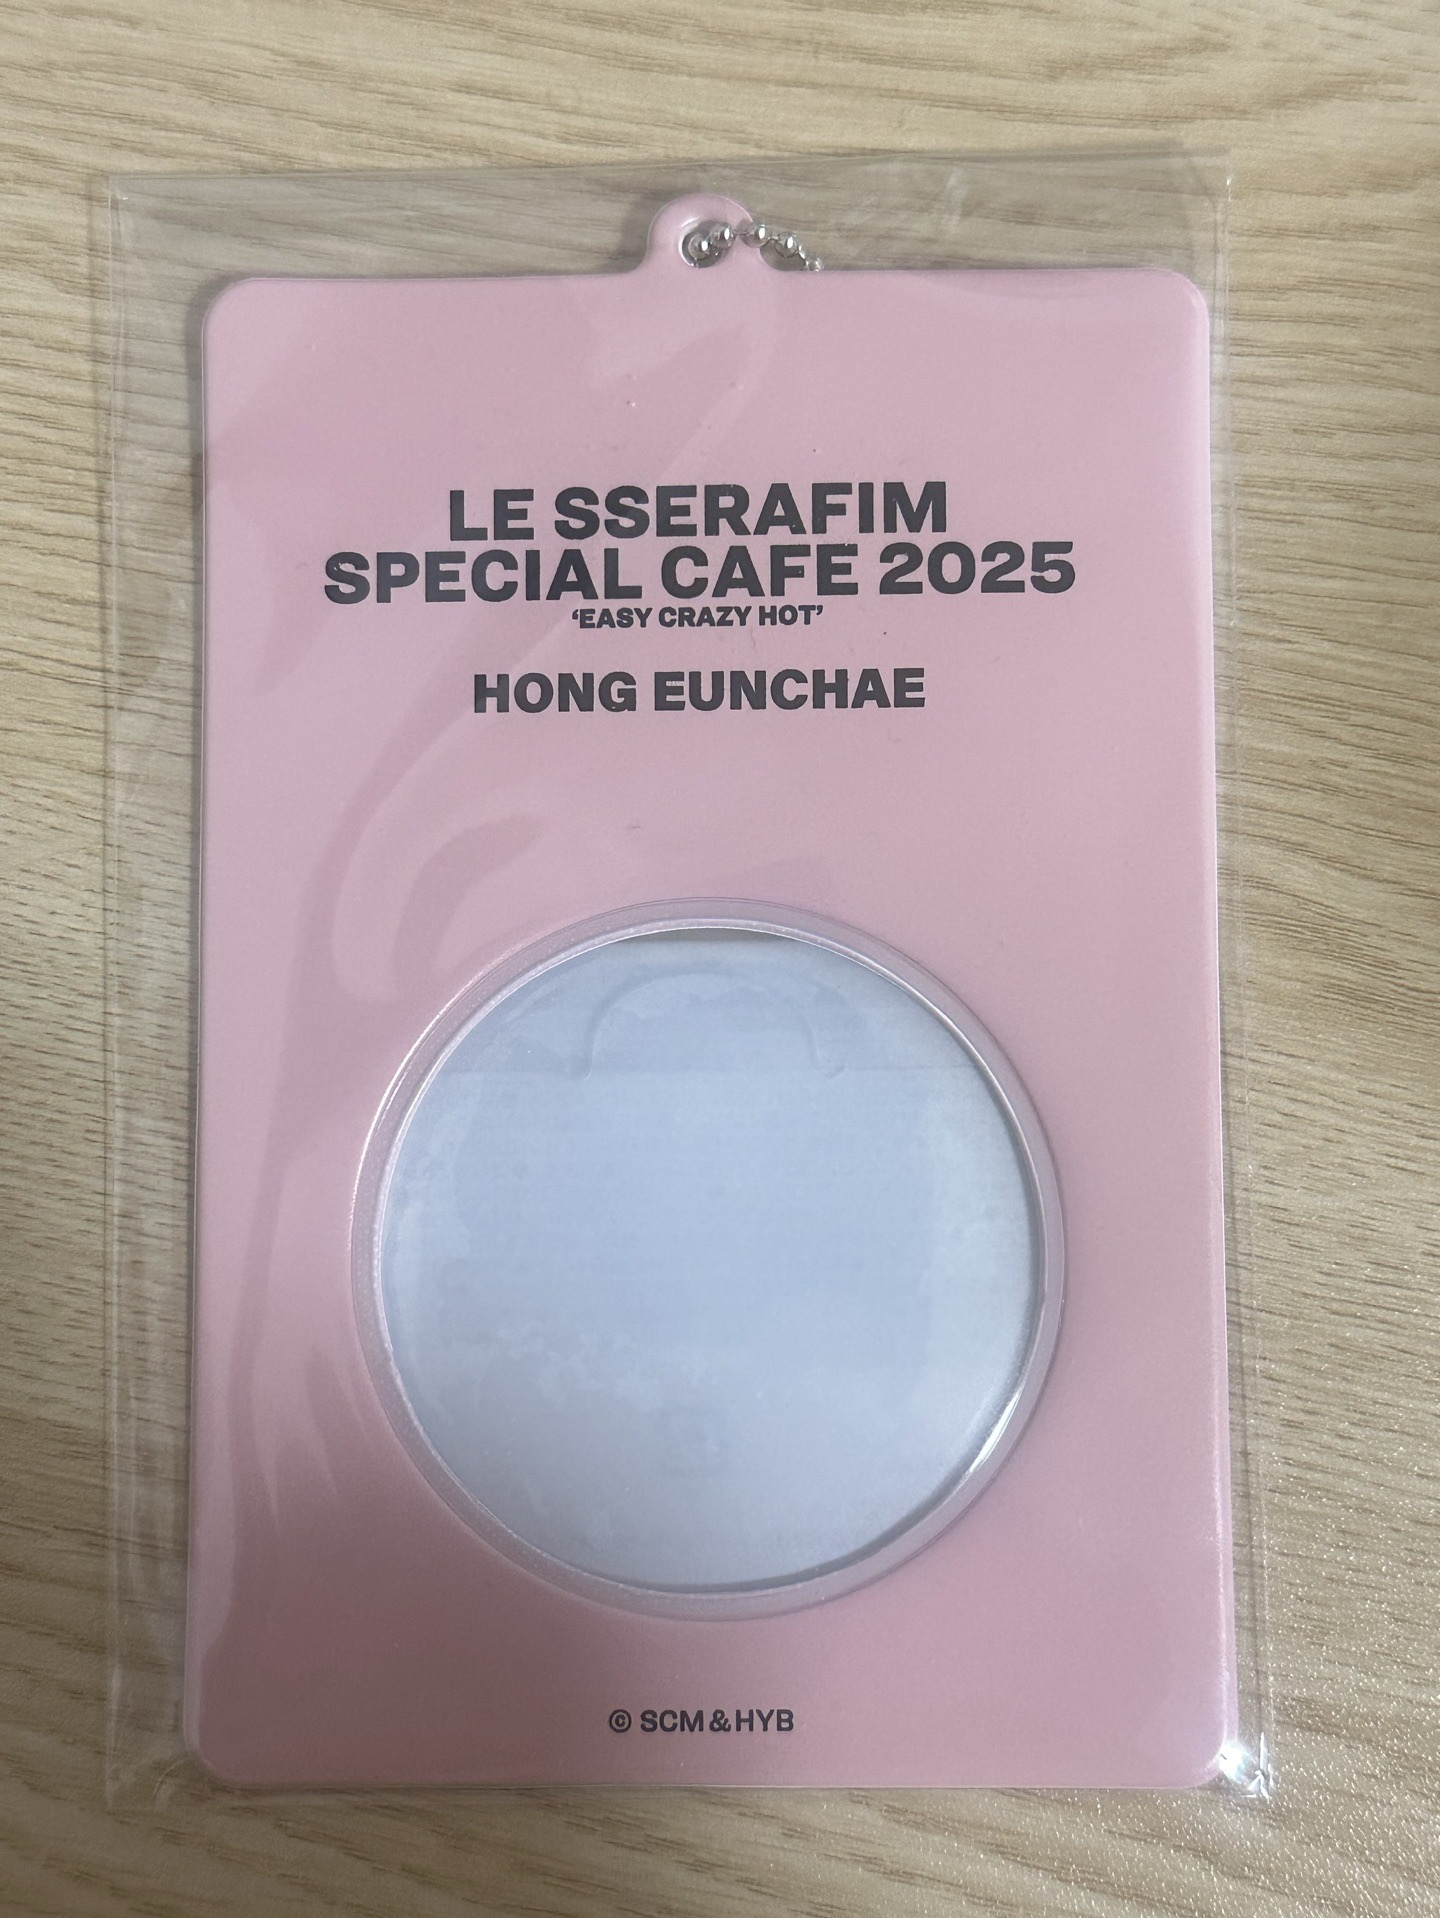 LE SSERAFIM
SPECIAL CAFE 2025
‘EASY CRAZY HOT’
HONG EUNCHAE
© SCM & HYB